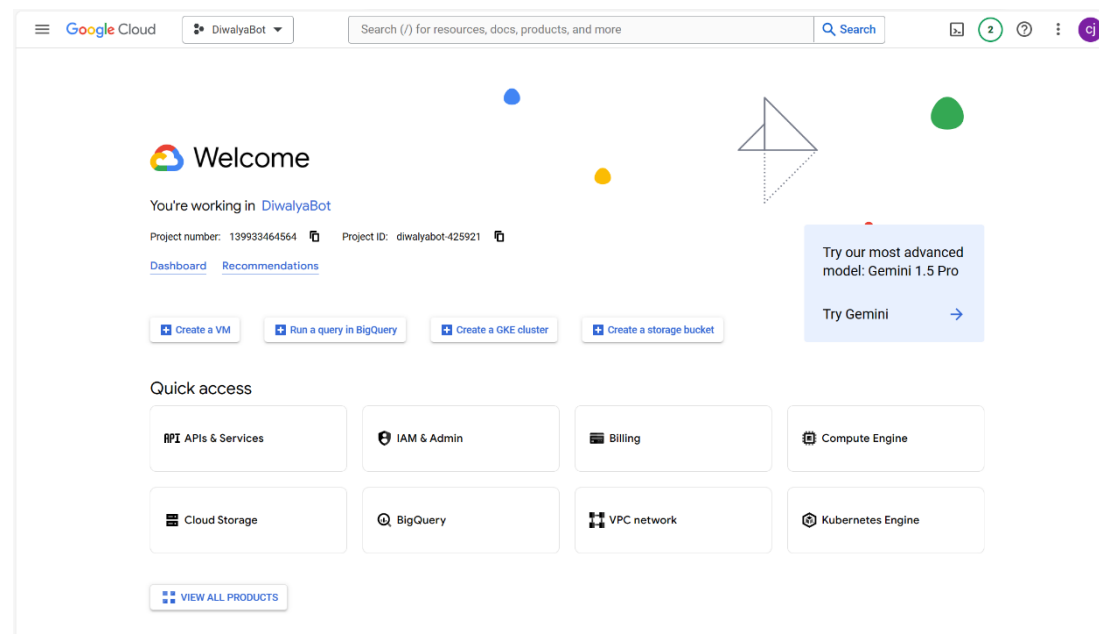 Google Cloud DiwalyaBot Search (/) for resources, docs, products, and more Search 2 cj
Welcome
You're working in DiwalyaBot
Project number: 139933464564 Project ID: diwalyabot-425921
Dashboard Recommendations
Try our most advanced
model: Gemini 1.5 Pro
Try Gemini
Create a VM Run a query in BigQuery Create a GKE cluster Create a storage bucket
Quick access
API APIs & Services IAM & Admin Billing Compute Engine
Cloud Storage BigQuery VPC network Kubernetes Engine
VIEW ALL PRODUCTS